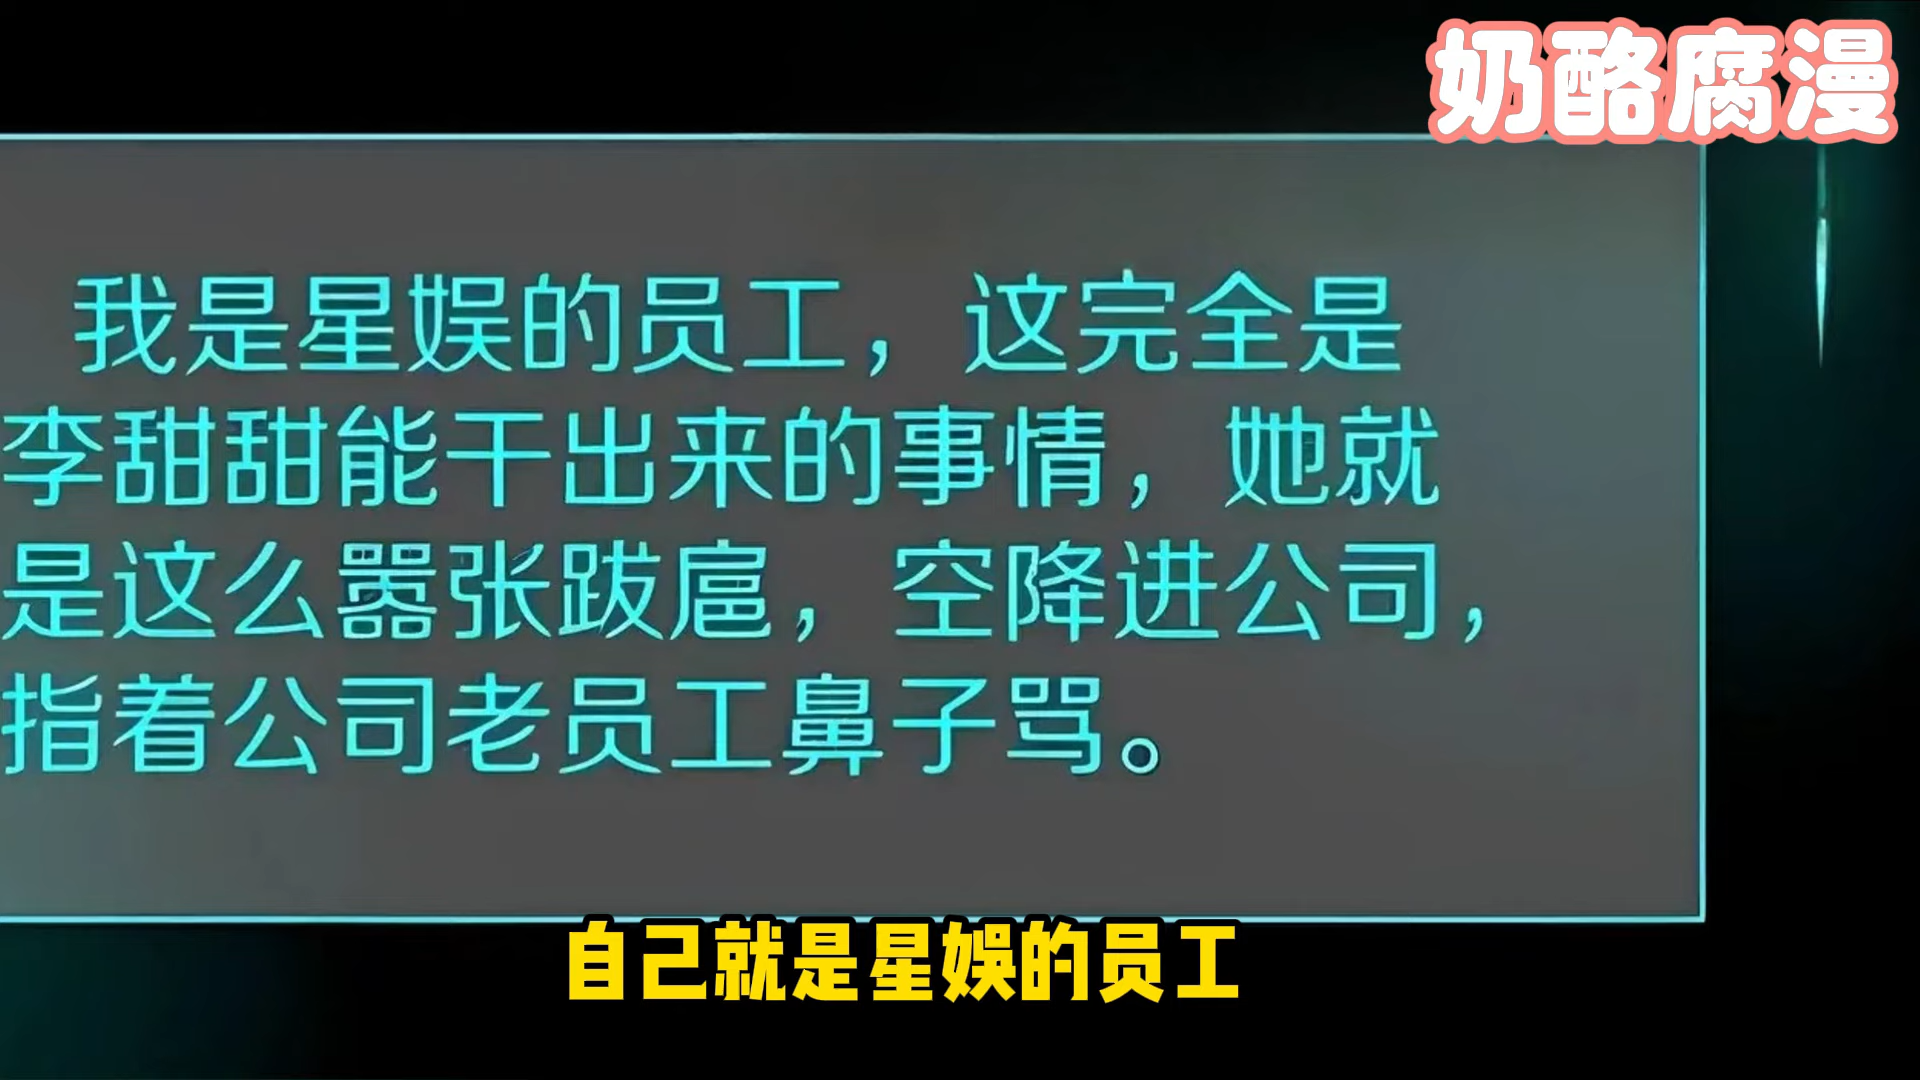 奶酪腐漫
我是星娱的员工，这完全是
李甜甜能干出来的事情，她就
是这么嚣张跋扈，空降进公司，
指着公司老员工鼻子骂。
自己就是星娱的员工